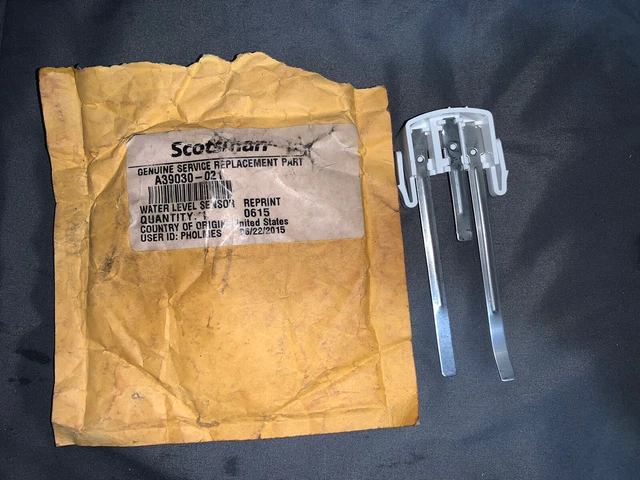 Scotsman
GENUINE SERVICE REPLACEMENT PART
A39030-021
WATER LEVEL SENSOR REPRINT
QUANTITY: 1 0615
COUNTRY OF ORIGIN: United States
USER ID: PHOLMES 06/22/2015